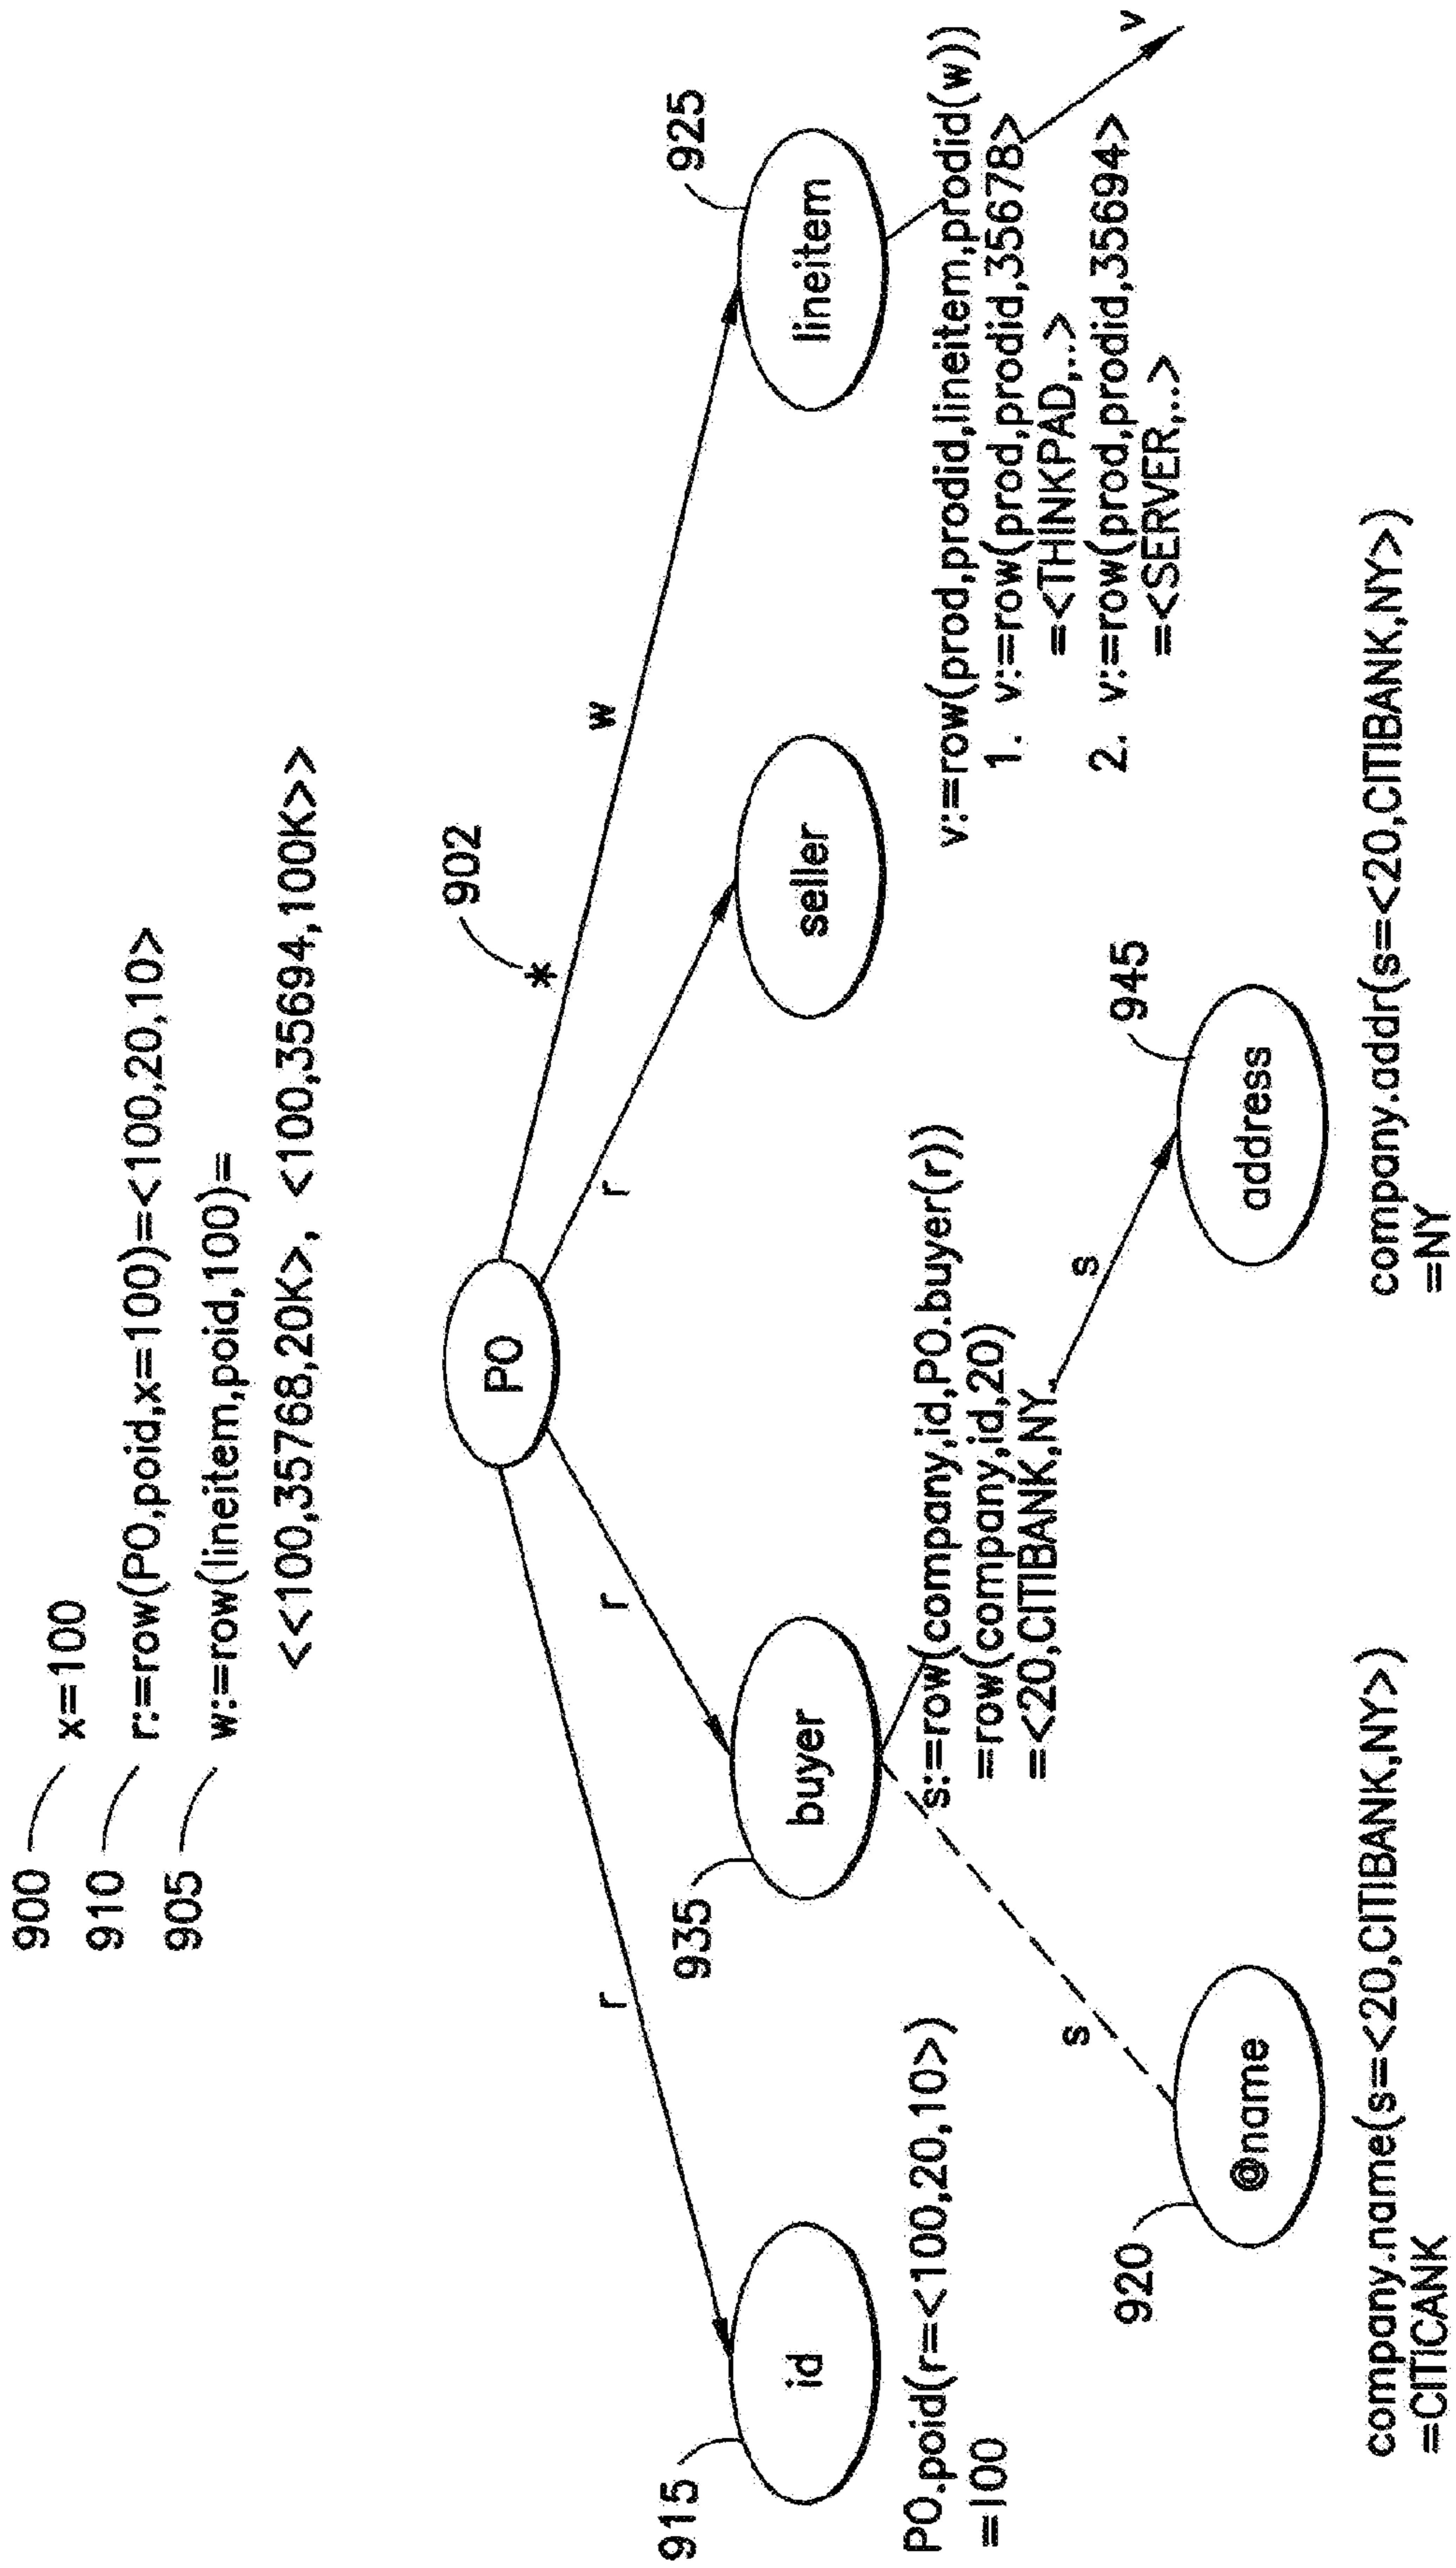 900 x=100
910 r:=row(PO,poid,x=100)=<100,20,10>
905 w:=row(lineitem,poid,100)=
<<100,35768,20K>, <100,35694,100K>>
902
*
PO
r
r
r
w
915
id
935
buyer
seller
925
lineitem
PO.poid(r=<100,20,10>)
=100
s:=row(company,id,PO.buyer(r))
=row(company,id,20)
=<20,CITIBANK,NY..
v:=row(prod,prodid,lineitem,prodid(w))
1. v:=row(prod,prodid,35678>
=<THINKPAD,..>
2. v:=row(prod,prodid,35694>
=<SERVER,...>
v
s
s
920
@name
945
address
company.name(s=<20,CITIBANK,NY>)
=CITICANK
company.addr(s=<20,CITIBANK,NY>)
=NY